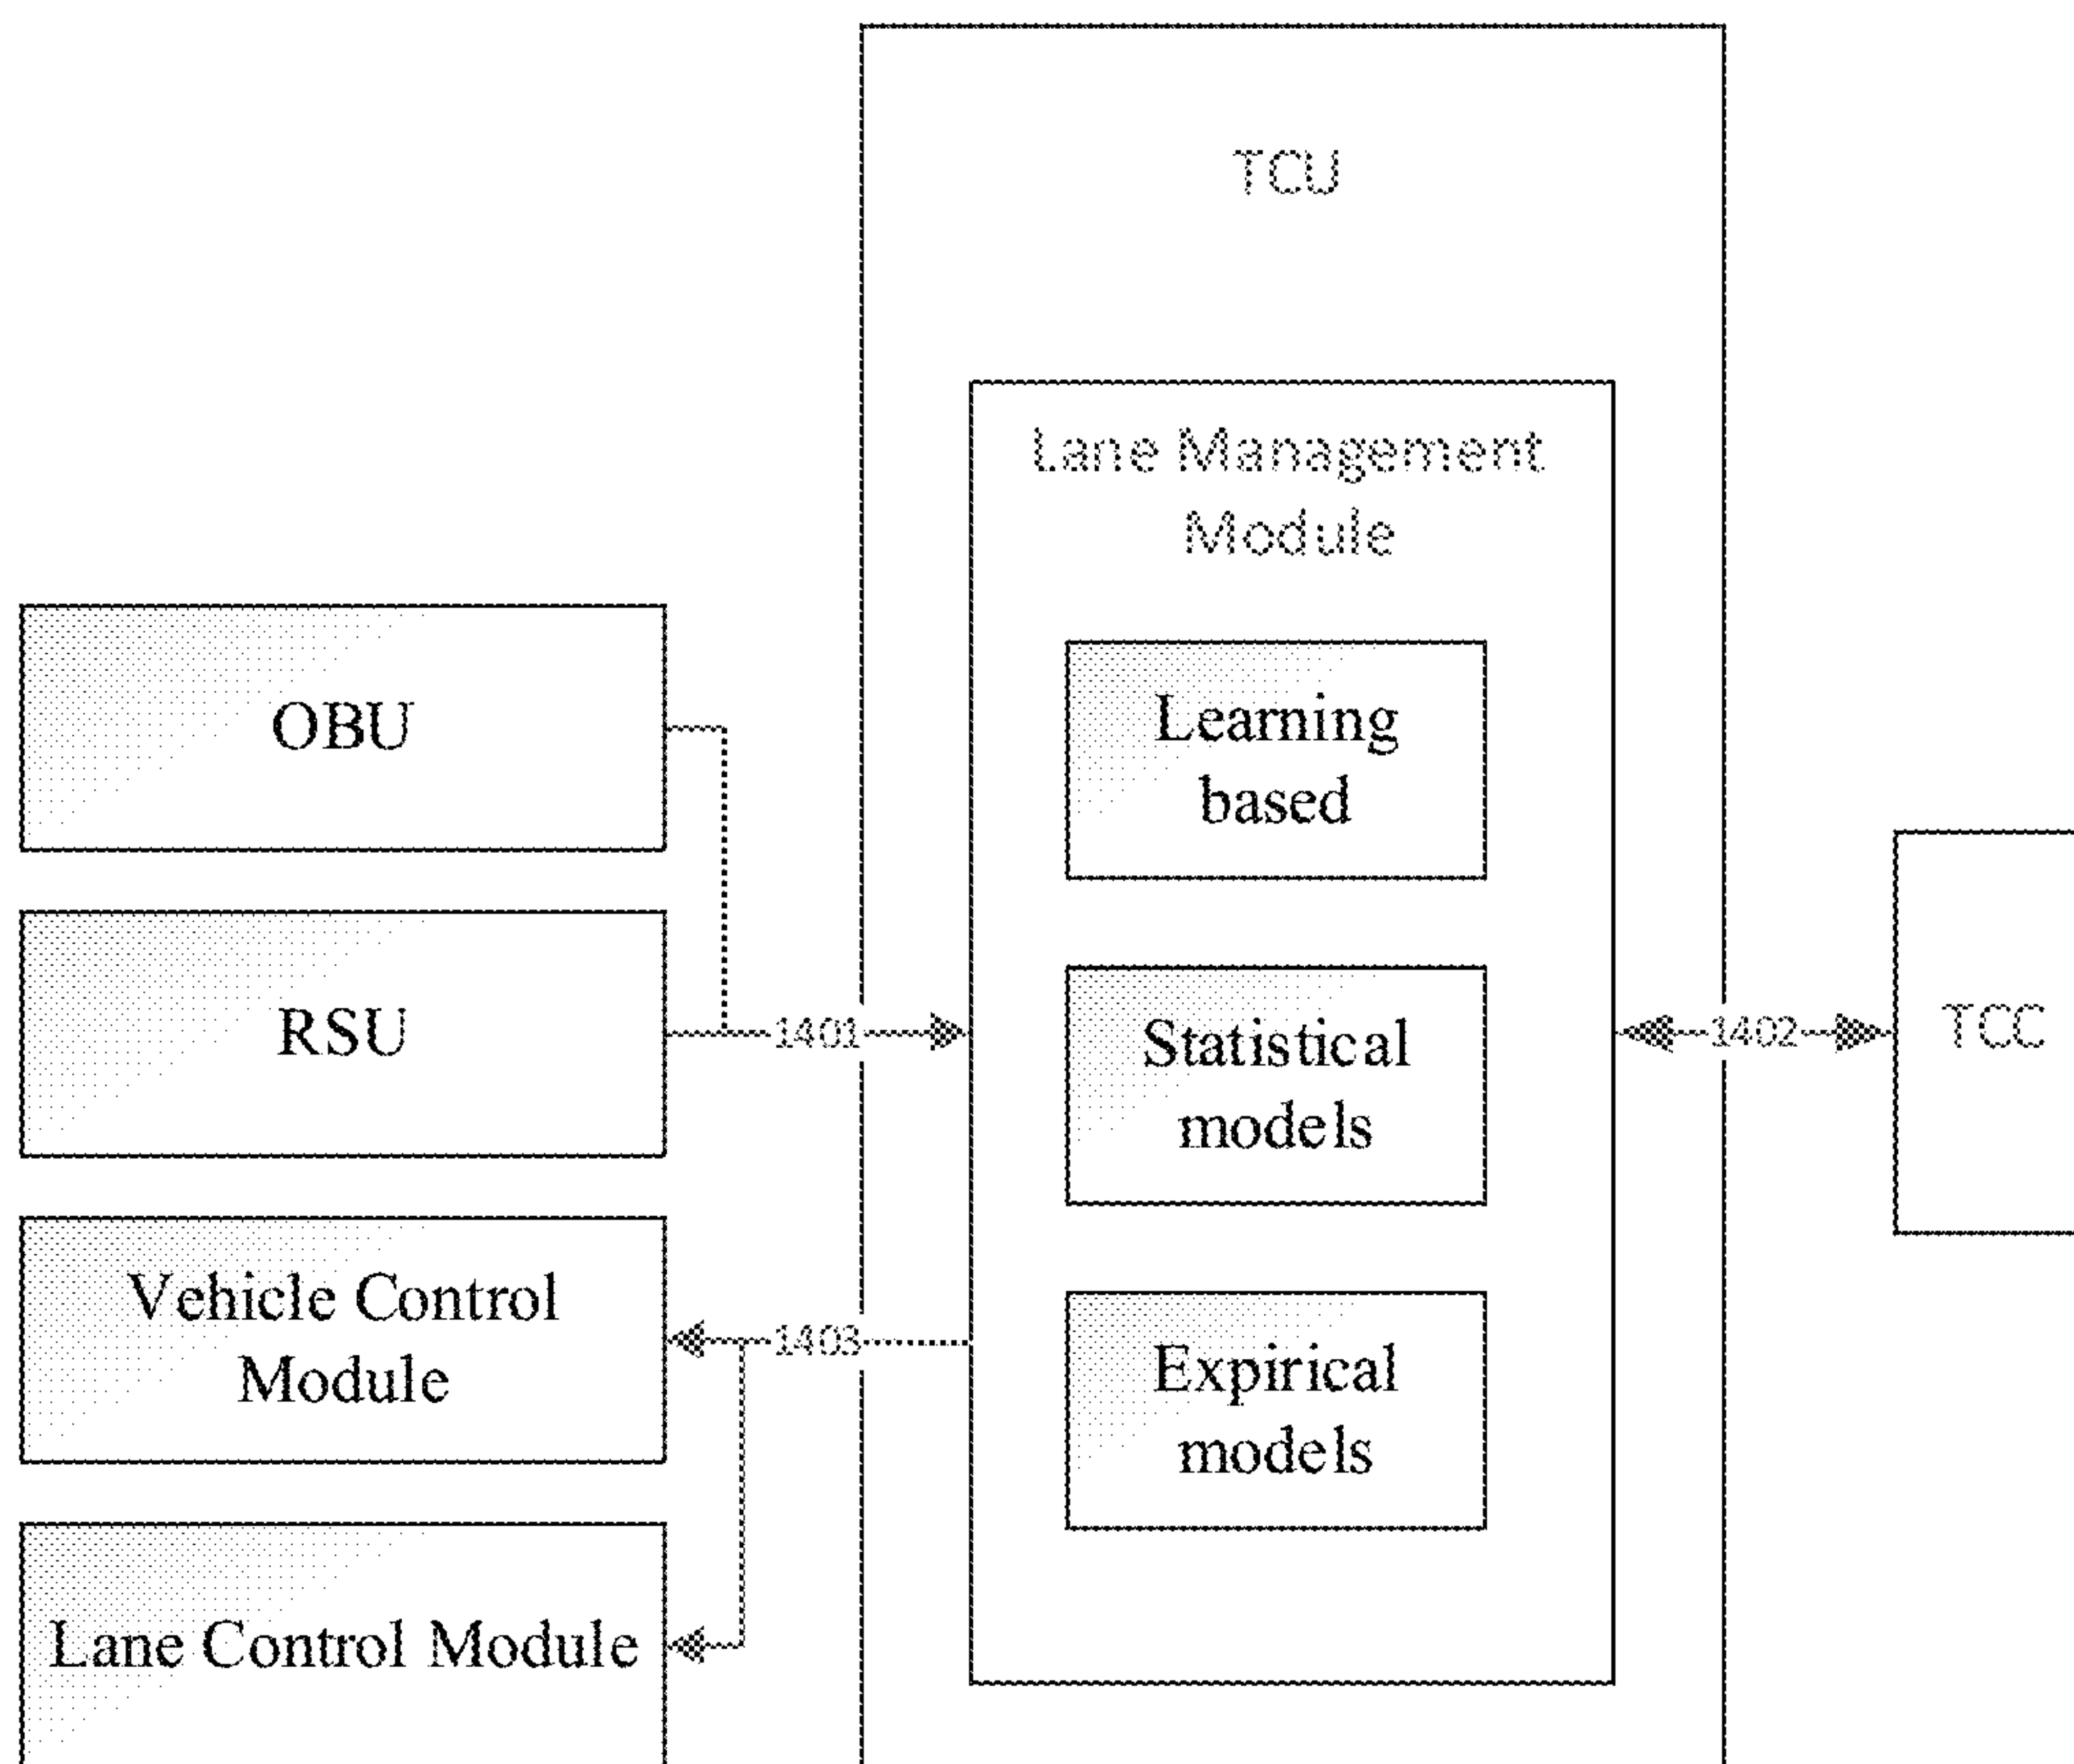 TCU
Lane Management
Module
Learning
based
Statistical
models
Expirical
models
OBU
RSU
Vehicle Control
Module
Lane Control Module
1401
1402
1403
TCC